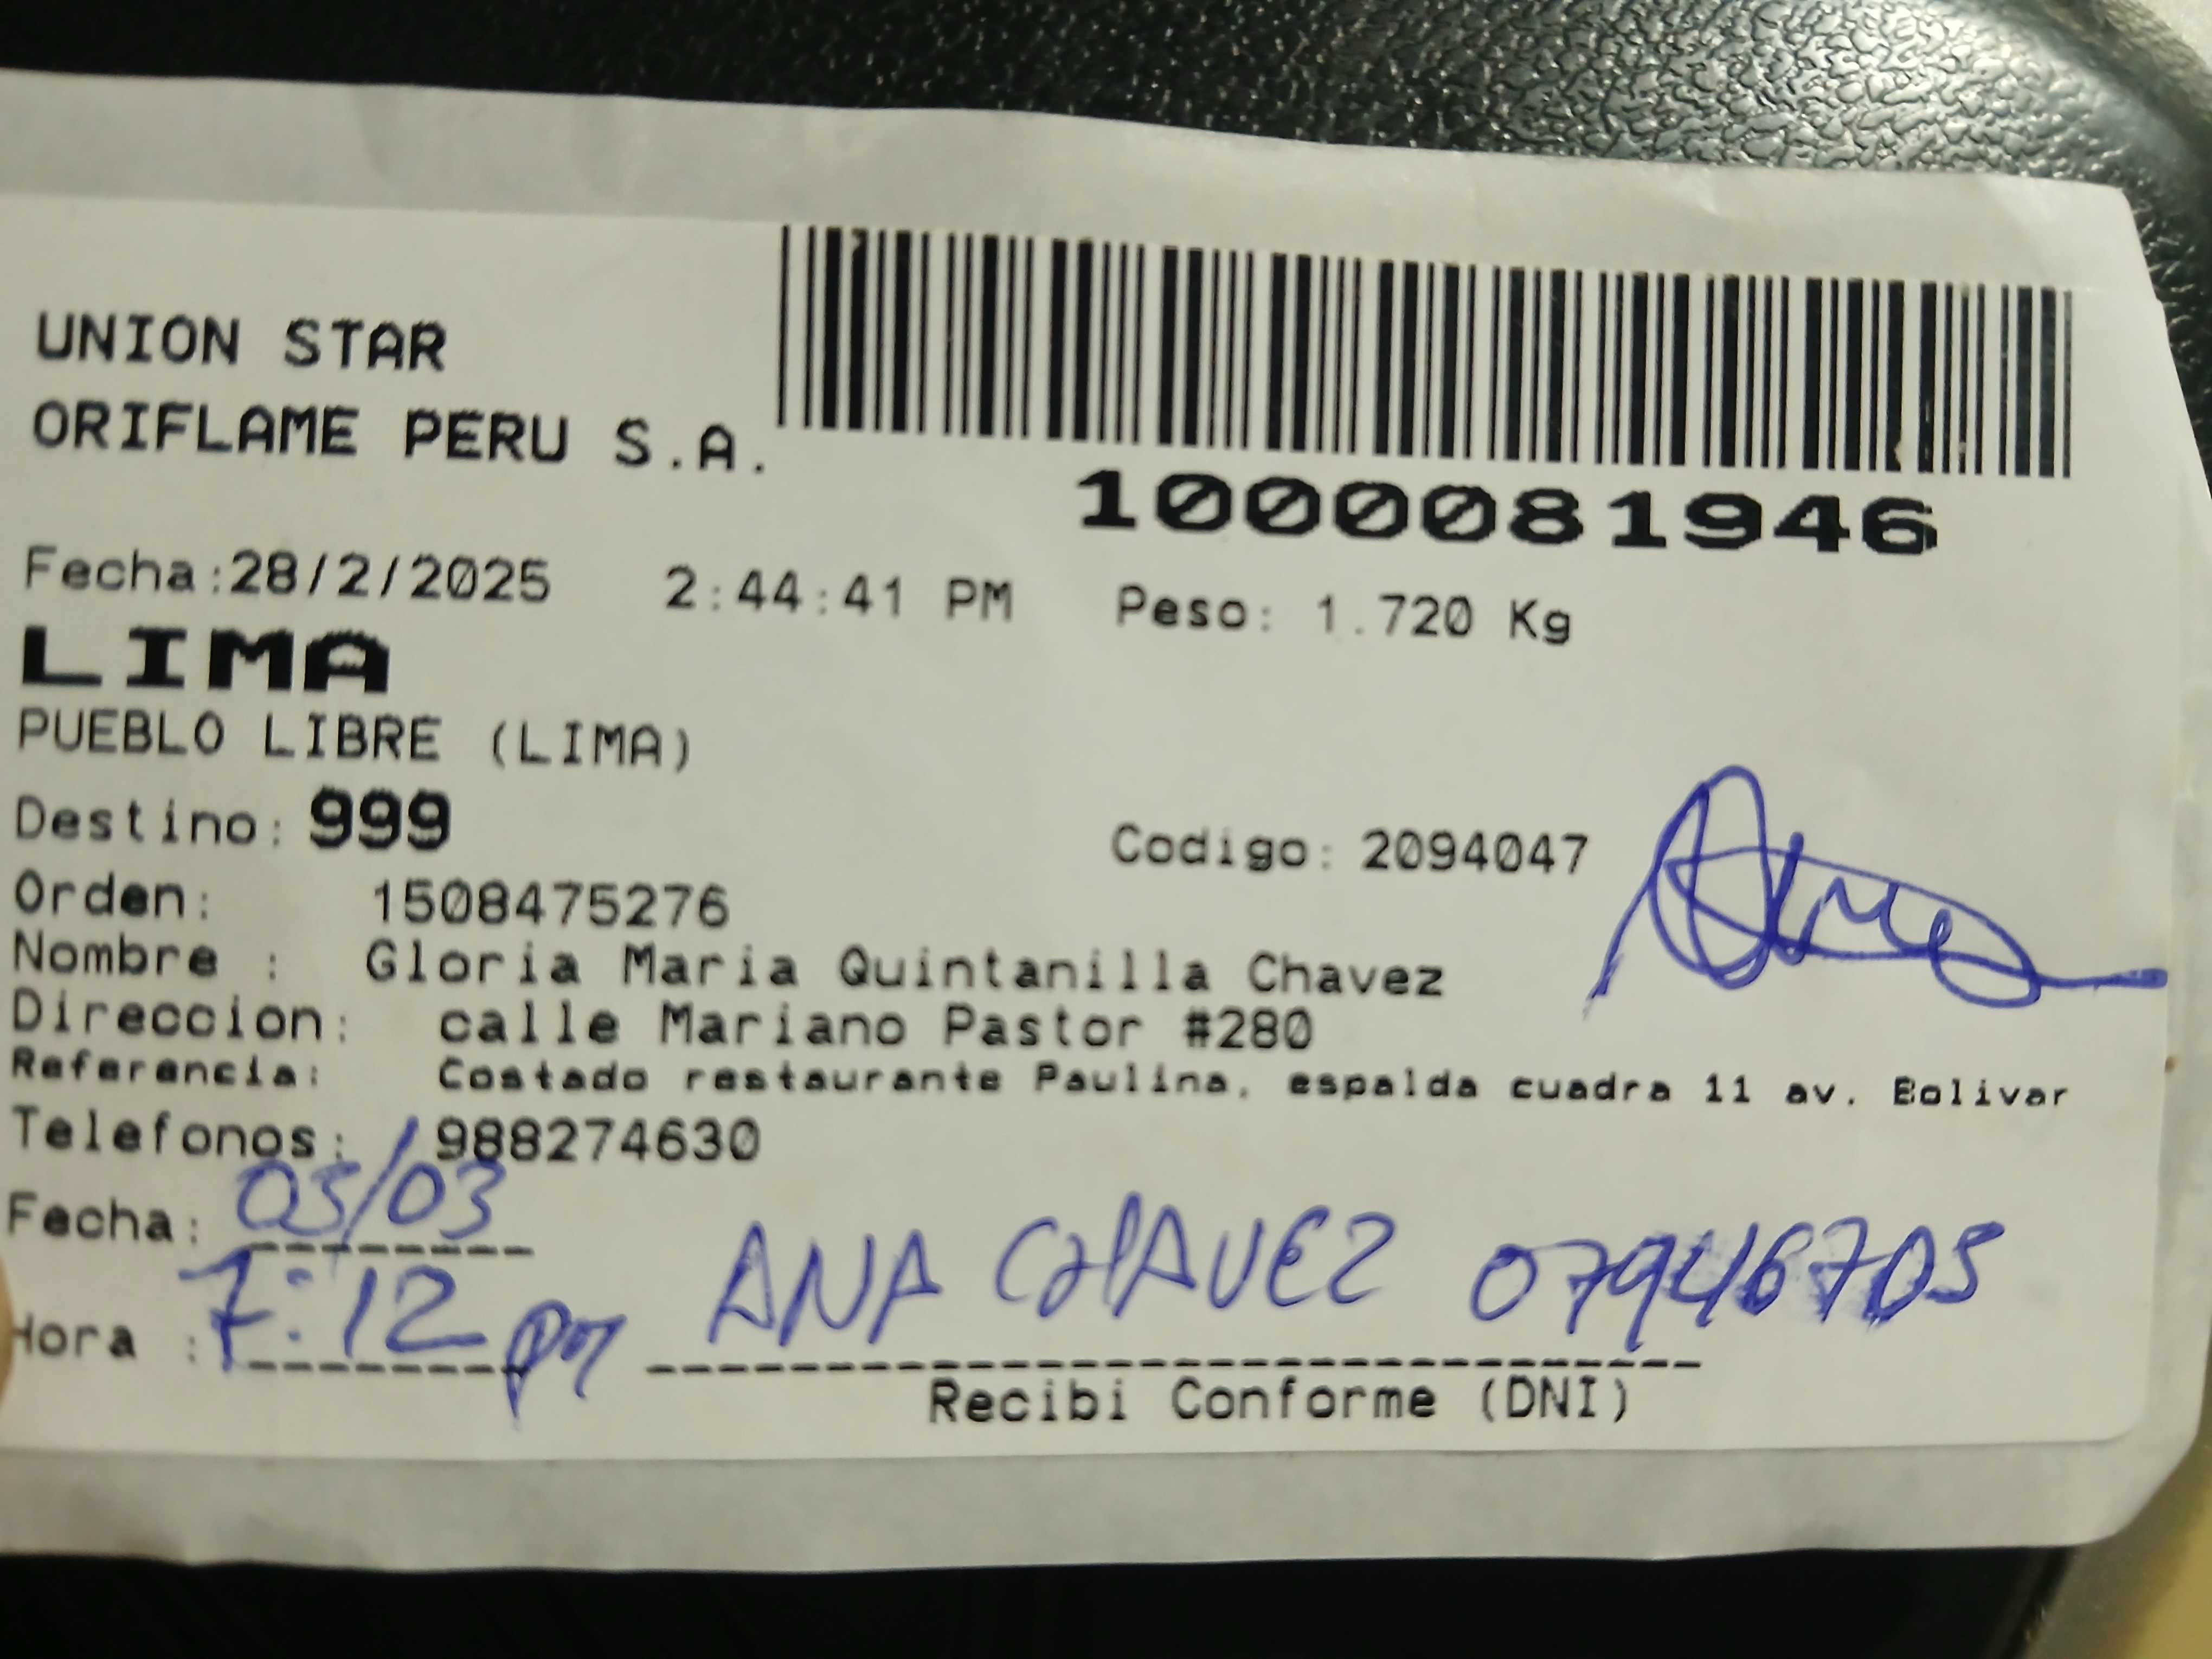 UNION STAR
ORIFLAME PERU S.A.
1000081946
Fecha:28/2/2025 2:44:41 PM Peso: 1.720 Kg
LIMA
PUEBLO LIBRE (LIMA)
Destino: 999
Codigo: 2094047
Orden: 1508475276
Nombre : Gloria Maria Quintanilla Chavez
Direccion: calle Mariano Pastor #280
Referencia: Costado restaurante Paulina, espalda cuadra 11 av. Bolivar
Telefonos: 988274630
Fecha: 05/03
Hora : 7:12 pm
ANA CHAVEZ 07946705
Recibi Conforme (DNI)